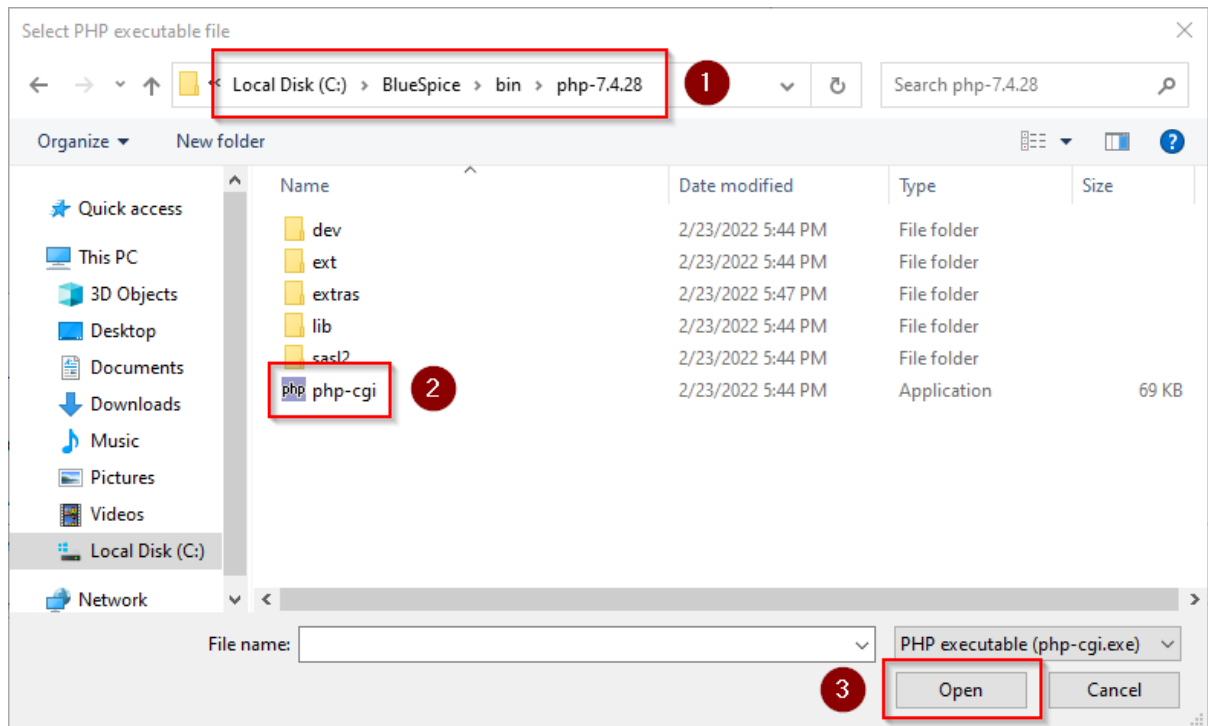 Select PHP executable file
« Local Disk (C:) > BlueSpice > bin > php-7.4.28 1 Search php-7.4.28
Organize New folder
Name Date modified Type Size
Quick access
This PC
3D Objects
Desktop
Documents
Downloads
Music
Pictures
Videos
Local Disk (C:)
Network
dev 2/23/2022 5:44 PM File folder
ext 2/23/2022 5:44 PM File folder
extras 2/23/2022 5:47 PM File folder
lib 2/23/2022 5:44 PM File folder
sasl2 2/23/2022 5:44 PM File folder
php php-cgi 2 2/23/2022 5:44 PM Application 69 KB
File name: PHP executable (php-cgi.exe)
3 Open Cancel